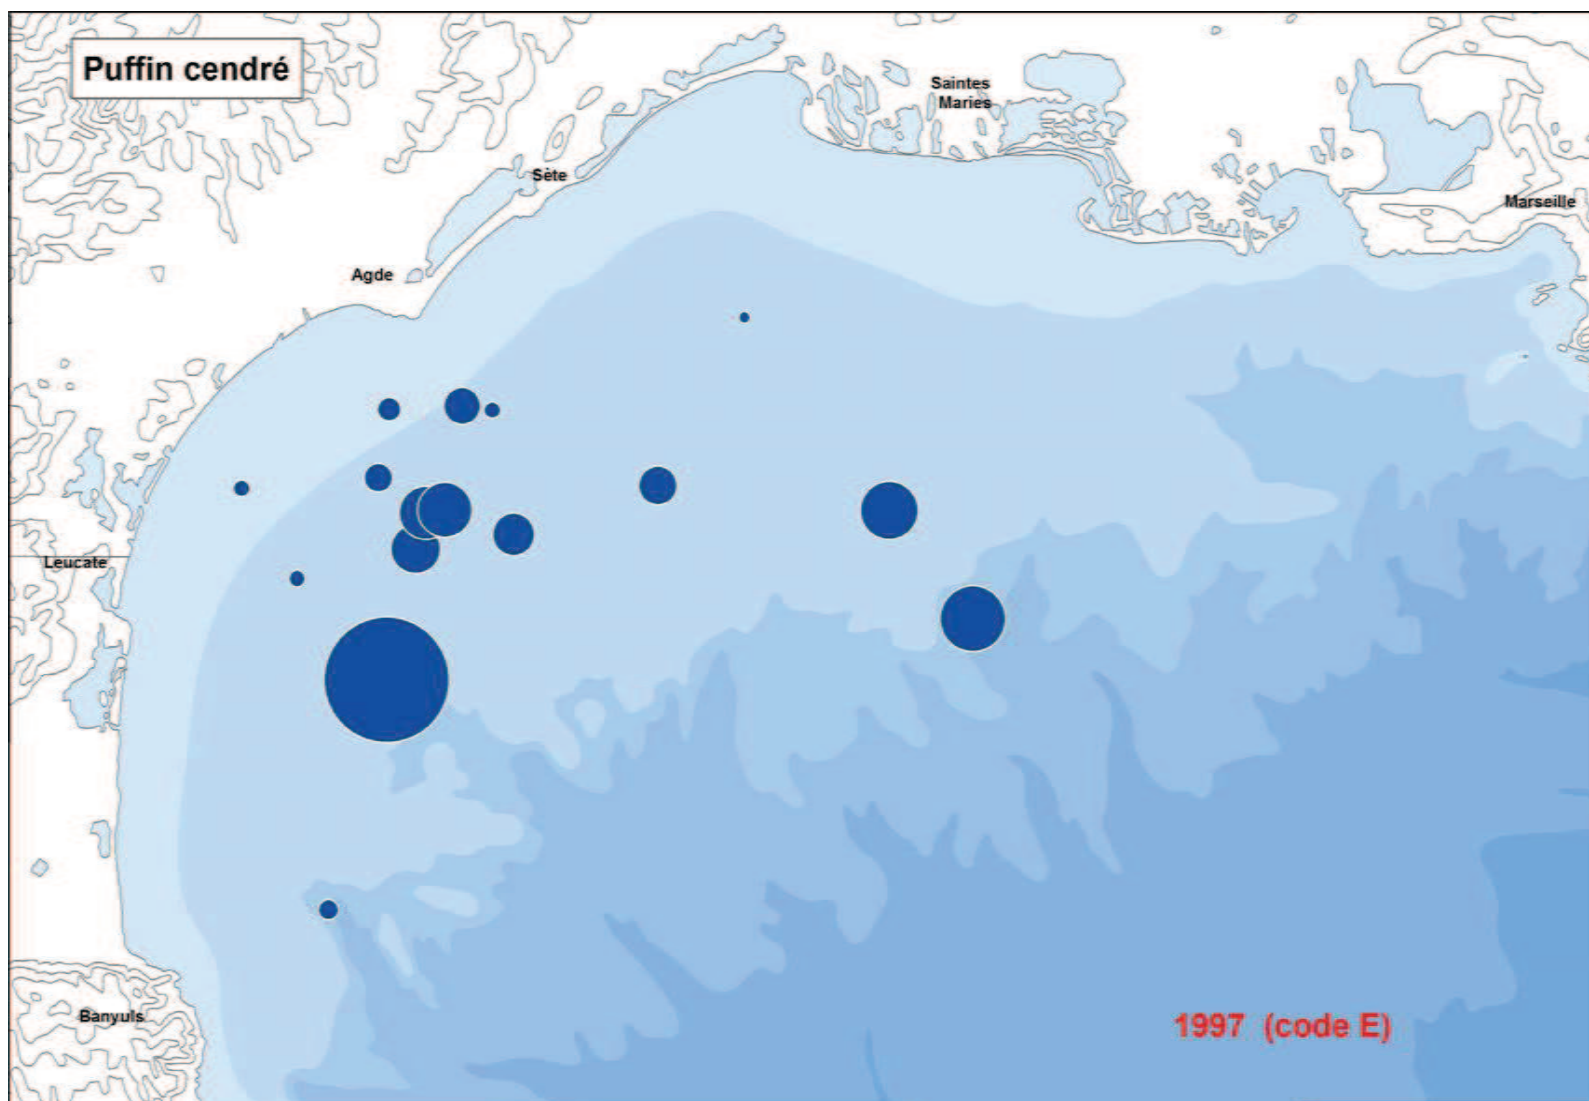 Puffin cendré
Saintes
Maries
Sète
Marseille
Agde
Leucate
Banyuls
1997 (code E)